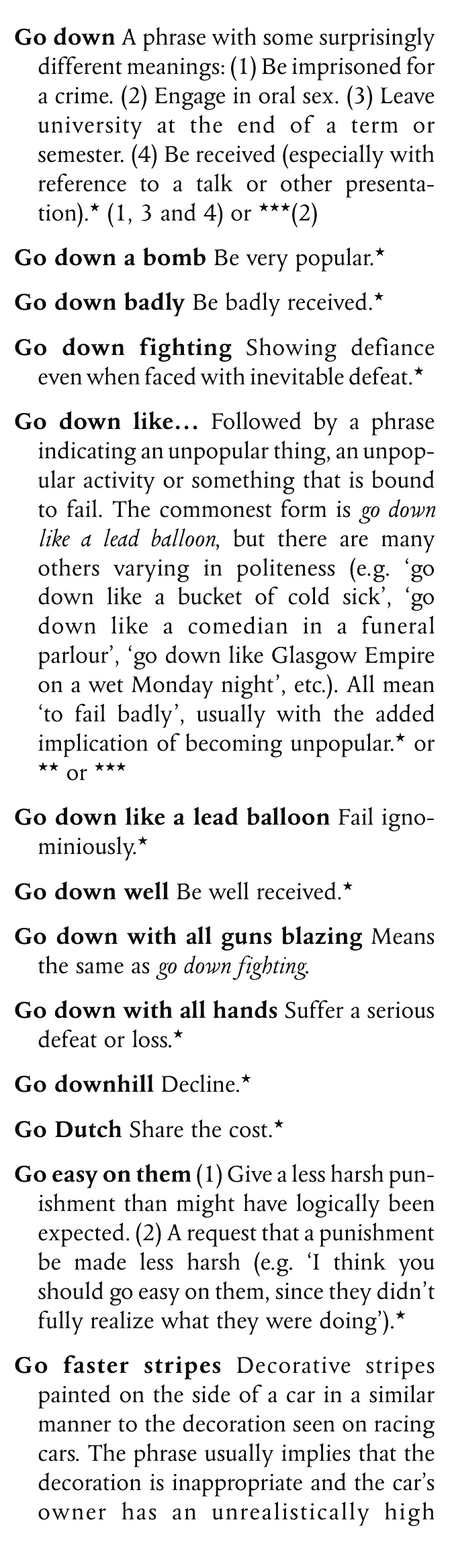 Go down A phrase with some surprisingly
different meanings: (1) Be imprisoned for
a crime. (2) Engage in oral sex. (3) Leave
university at the end of a term or
semester. (4) Be received (especially with
reference to a talk or other presenta-
tion).★ (1, 3 and 4) or ★★★(2)
Go down a bomb Be very popular.★
Go down badly Be badly received.★
Go down fighting Showing defiance
even when faced with inevitable defeat.★
Go down like... Followed by a phrase
indicating an unpopular thing, an unpop-
ular activity or something that is bound
to fail. The commonest form is go down
like a lead balloon, but there are many
others varying in politeness (e.g. ‘go
down like a bucket of cold sick’, ‘go
down like a comedian in a funeral
parlour’, ‘go down like Glasgow Empire
on a wet Monday night’, etc.). All mean
‘to fail badly’, usually with the added
implication of becoming unpopular.★ or
★★ or ★★★
Go down like a lead balloon Fail igno-
miniously.★
Go down well Be well received.★
Go down with all guns blazing Means
the same as go down fighting.
Go down with all hands Suffer a serious
defeat or loss.★
Go downhill Decline.★
Go Dutch Share the cost.★
Go easy on them (1) Give a less harsh pun-
ishment than might have logically been
expected. (2) A request that a punishment
be made less harsh (e.g. ‘I think you
should go easy on them, since they didn’t
fully realize what they were doing’).★
Go faster stripes Decorative stripes
painted on the side of a car in a similar
manner to the decoration seen on racing
cars. The phrase usually implies that the
decoration is inappropriate and the car’s
owner has an unrealistically high